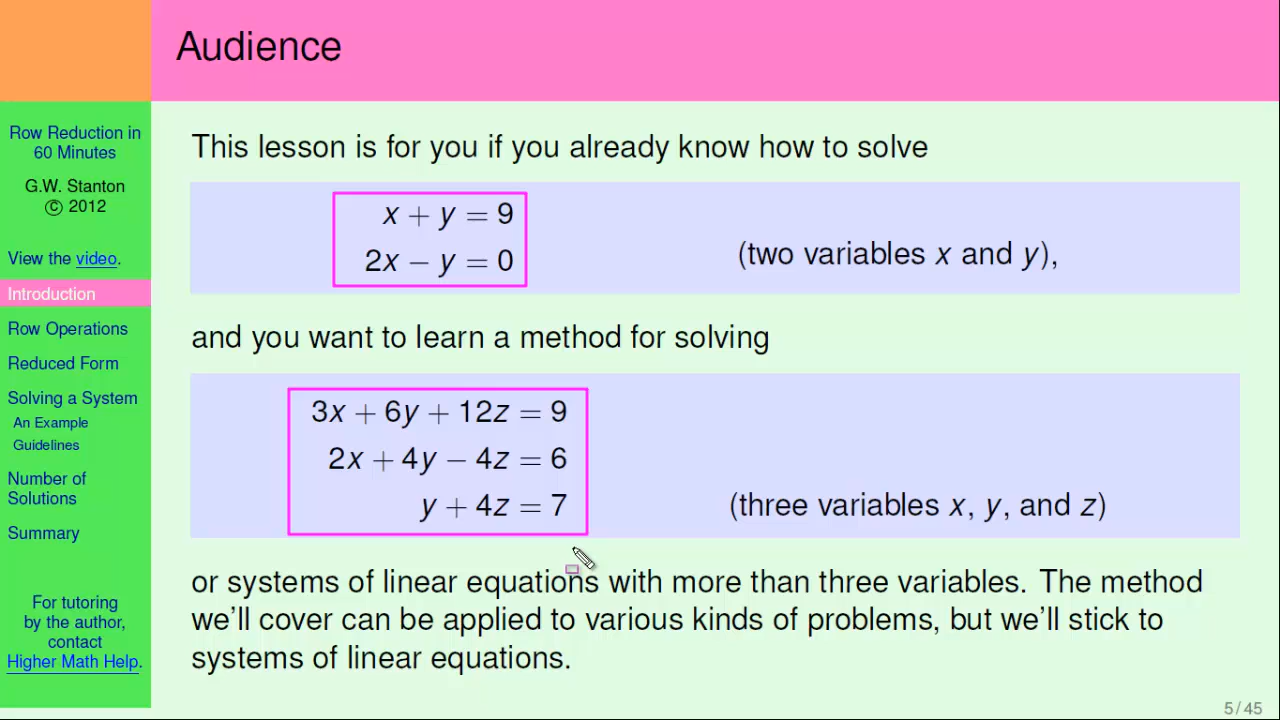 Audience
Row Reduction in
60 Minutes
G.W. Stanton
© 2012
View the video.
Introduction
Row Operations
Reduced Form
Solving a System
An Example
Guidelines
Number of
Solutions
Summary
For tutoring
by the author,
contact
Higher Math Help.
This lesson is for you if you already know how to solve
x + y = 9
2x − y = 0
(two variables x and y),
and you want to learn a method for solving
3x + 6y + 12z = 9
2x + 4y − 4z = 6
y + 4z = 7
(three variables x, y, and z)
or systems of linear equations with more than three variables. The method
we'll cover can be applied to various kinds of problems, but we'll stick to
systems of linear equations.
5 / 45